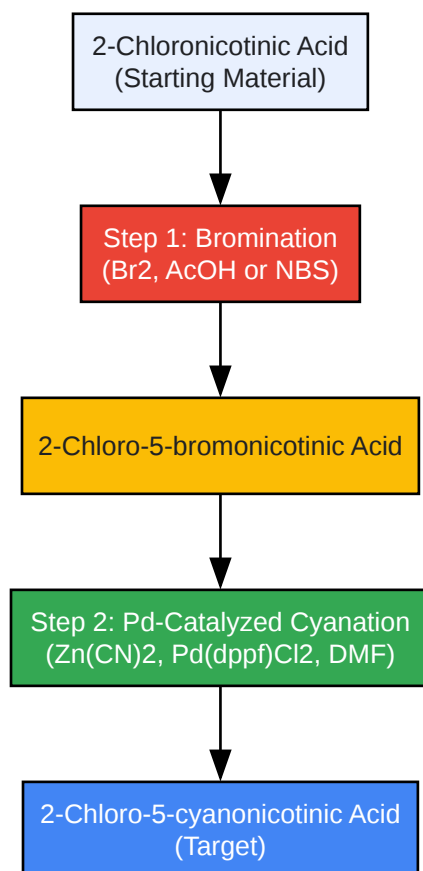 2-Chloronicotinic Acid
(Starting Material)
Step 1: Bromination
(Br2, AcOH or NBS)
2-Chloro-5-bromonicotinic Acid
Step 2: Pd-Catalyzed Cyanation
(Zn(CN)2, Pd(dppf)Cl2, DMF)
2-Chloro-5-cyanonicotinic Acid
(Target)